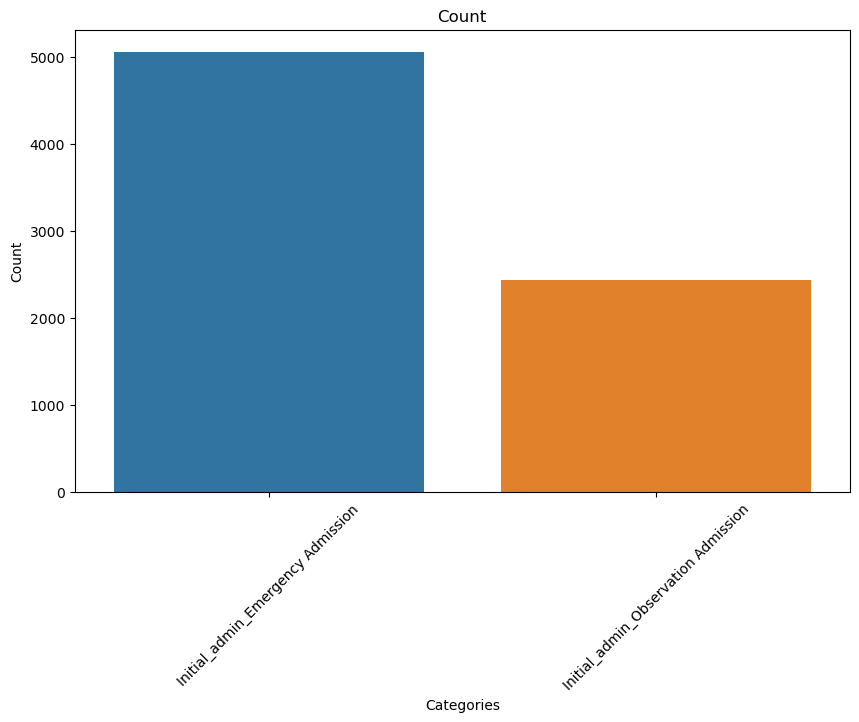 Count
5000
4000
3000
2000
1000
0
Count
Initial_admin_Emergency Admission
Initial_admin_Observation Admission
Categories